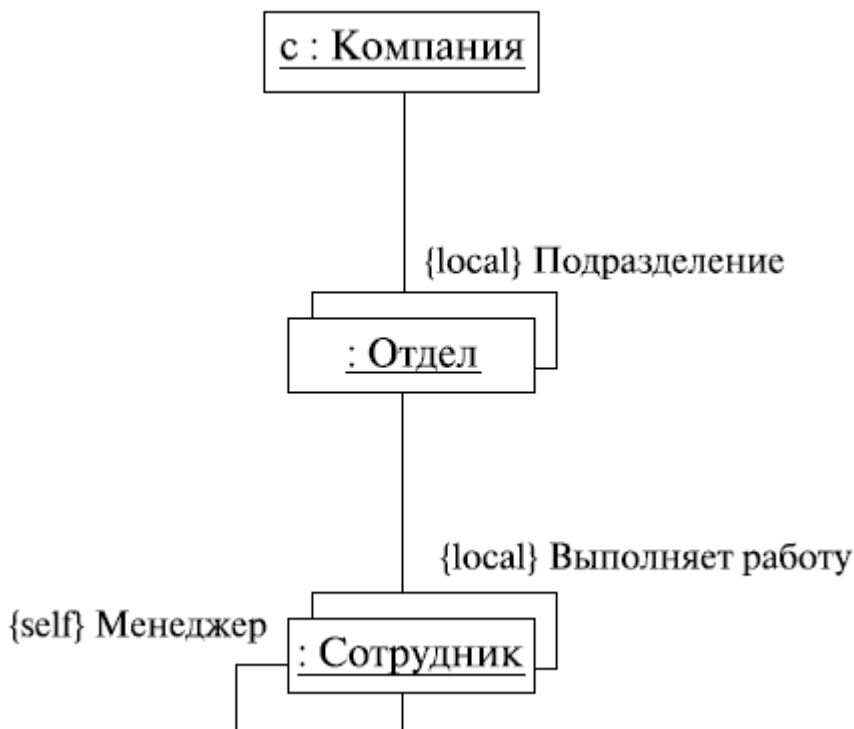 с : Компания
{local} Подразделение
: Отдел
{local} Выполняет работу
{self} Менеджер
: Сотрудник